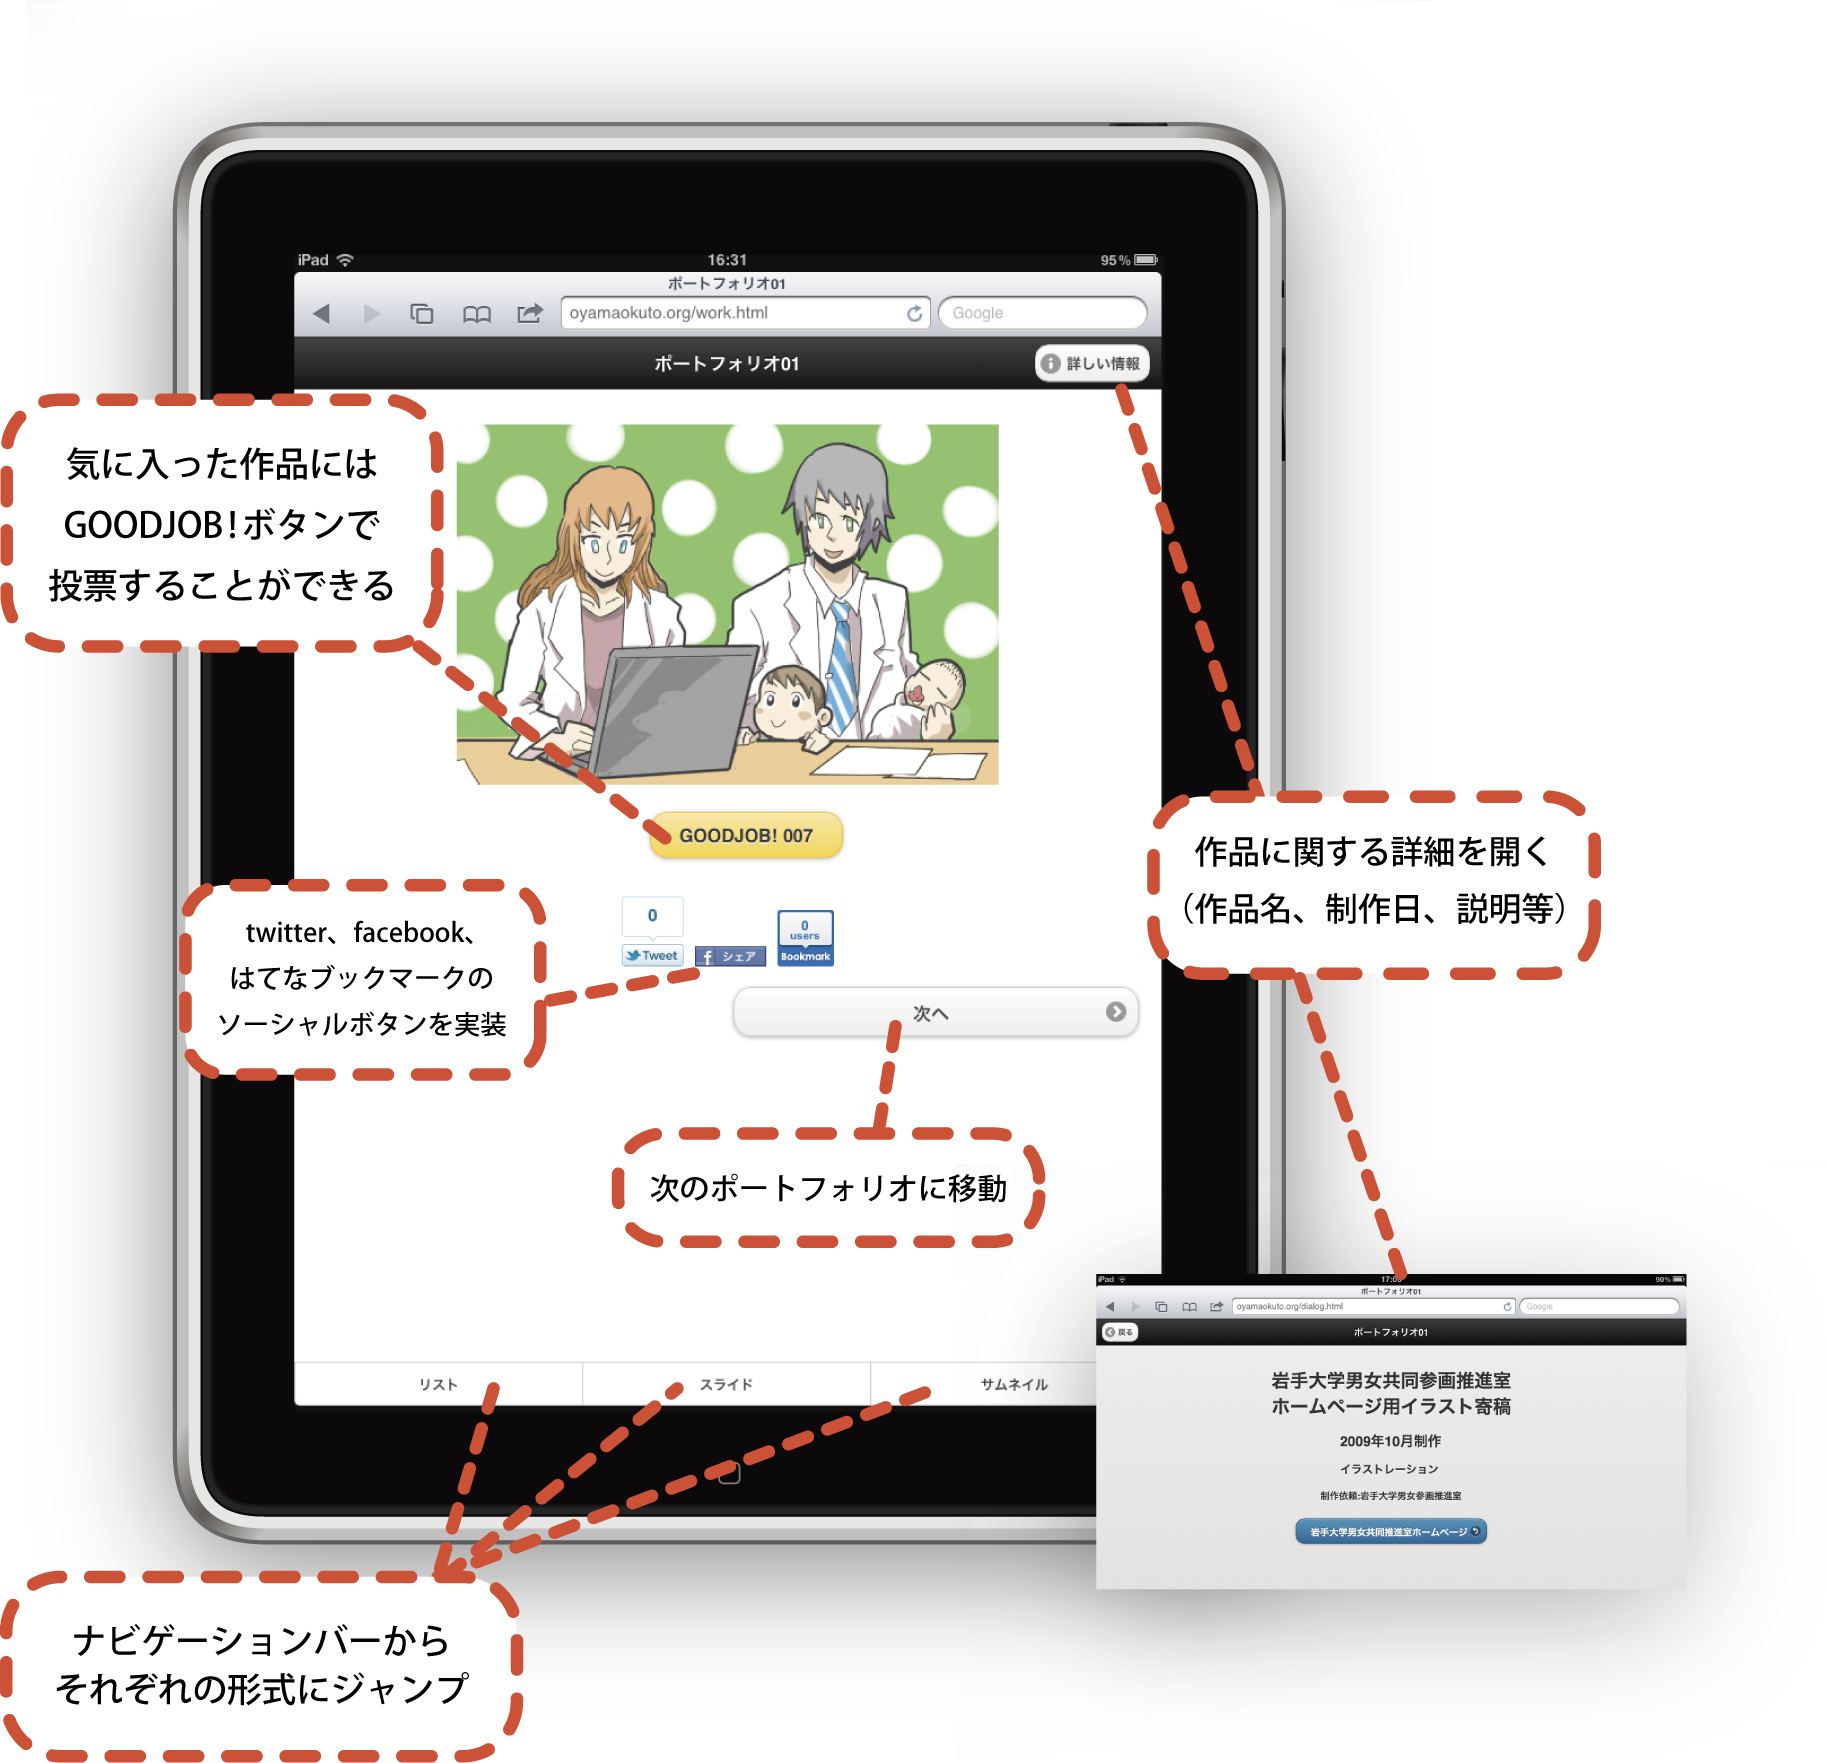 iPad
16:31
95%
ポートフォリオ01
oyamaokuto.org/work.html
Google
ポートフォリオ01
詳しい情報
気に入った作品には
GOODJOB!ボタンで
投票することができる
GOODJOB! 007
作品に関する詳細を開く
（作品名、制作日、説明等）
twitter、facebook、
はてなブックマークの
ソーシャルボタンを実装
0
Tweet
f シェア
0
users
Bookmark
次へ
次のポートフォリオに移動
リスト
スライド
サムネイル
iPad
90%
ポートフォリオ01
oyamaokuto.org/dialog.html
Google
戻る
ポートフォリオ01
岩手大学男女共同参画推進室
ホームページ用イラスト寄稿
2009年10月制作
イラストレーション
制作依頼:岩手大学男女参画推進室
岩手大学男女共同推進室ホームページ
ナビゲーションバーから
それぞれの形式にジャンプ